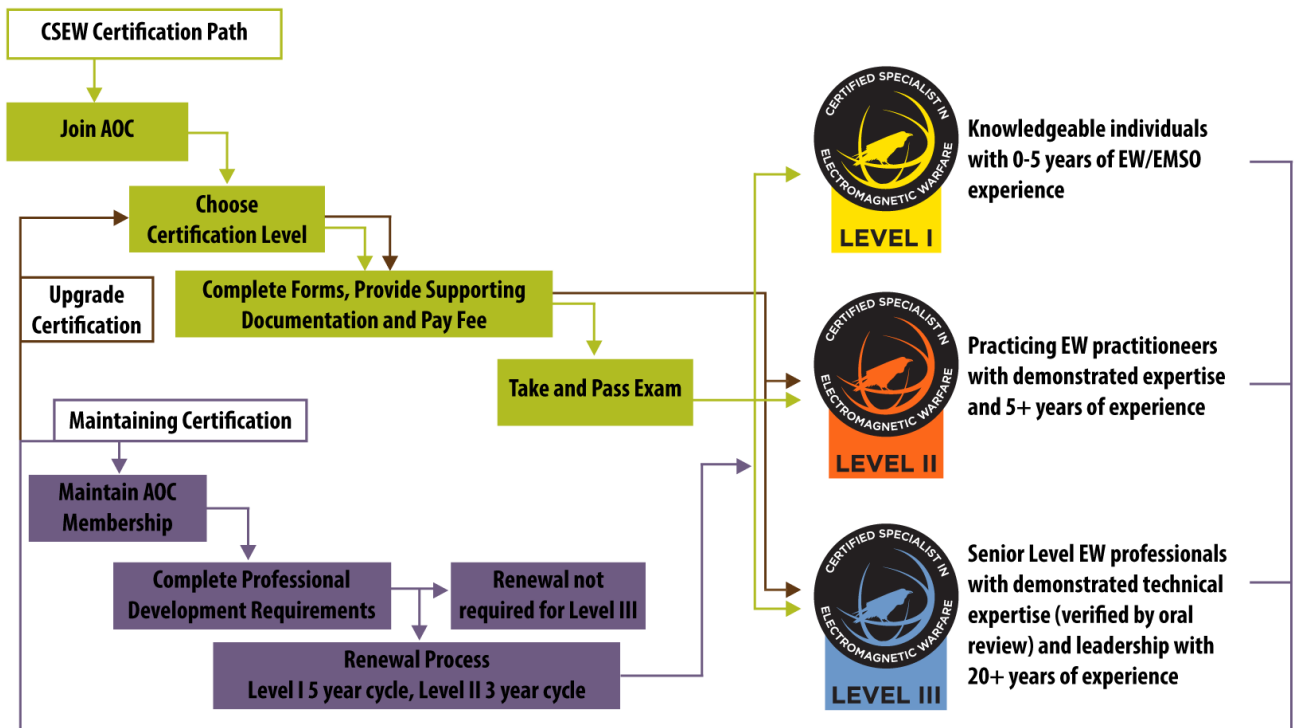 CSEW Certification Path
Join AOC
Choose
Certification Level
Upgrade
Certification
Complete Forms, Provide Supporting
Documentation and Pay Fee
Take and Pass Exam
Maintaining Certification
Maintain AOC
Membership
Complete Professional
Development Requirements
Renewal not
required for Level III
Renewal Process
Level I 5 year cycle, Level II 3 year cycle
CERTIFIED SPECIALIST IN
ELECTROMAGNETIC WARFARE
LEVEL I
Knowledgeable individuals
with 0-5 years of EW/EMSO
experience
CERTIFIED SPECIALIST IN
ELECTROMAGNETIC WARFARE
LEVEL II
Practicing EW practitioners
with demonstrated expertise
and 5+ years of experience
CERTIFIED SPECIALIST IN
ELECTROMAGNETIC WARFARE
LEVEL III
Senior Level EW professionals
with demonstrated technical
expertise (verified by oral
review) and leadership with
20+ years of experience